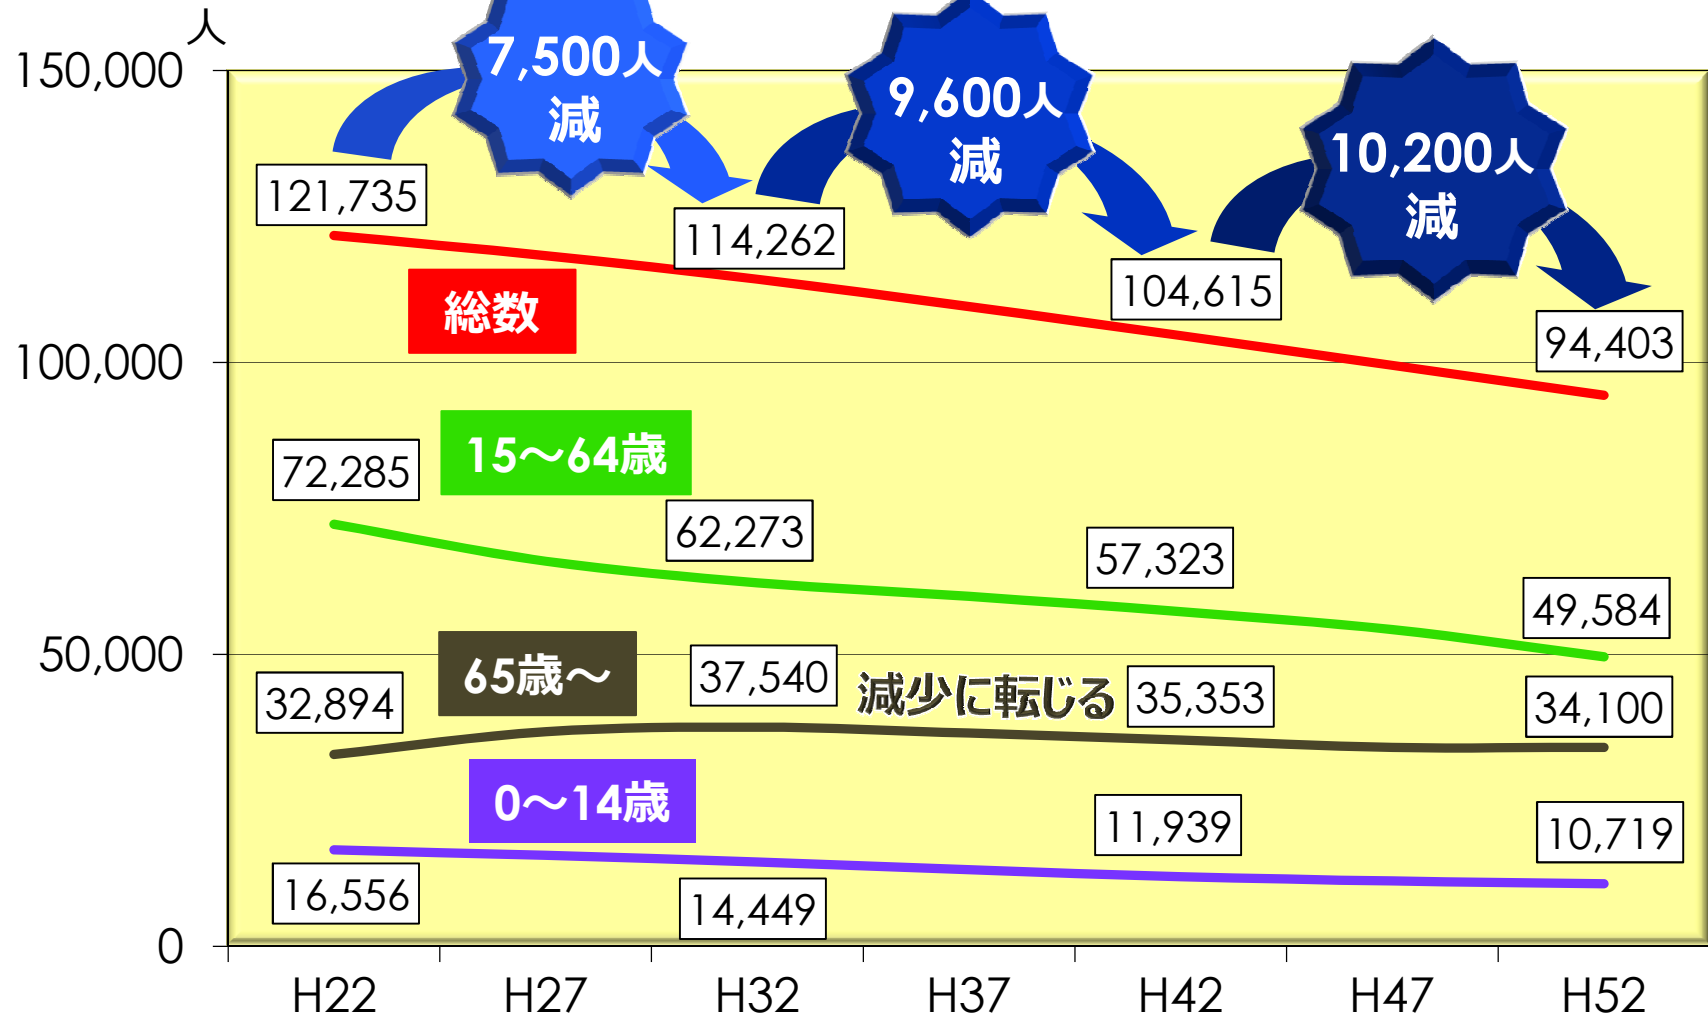 人
150,000
100,000
50,000
0
7,500人
減
9,600人
減
10,200人
減
121,735
114,262
104,615
94,403
総数
15～64歳
72,285
62,273
57,323
49,584
65歳～
32,894
37,540
減少に転じる
35,353
34,100
0～14歳
16,556
14,449
11,939
10,719
H22
H27
H32
H37
H42
H47
H52